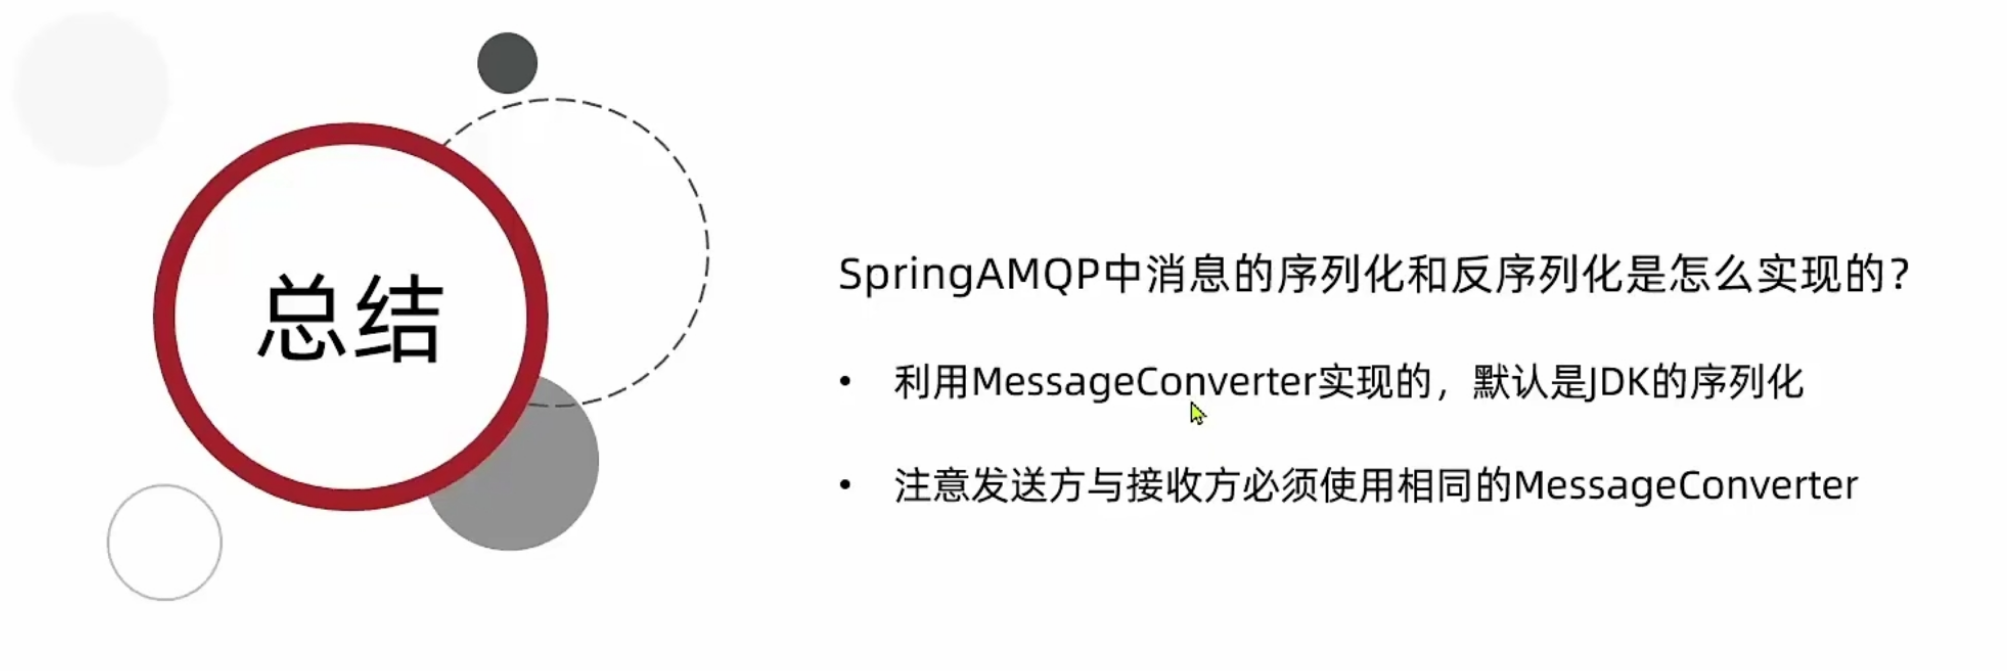 总结
SpringAMQP中消息的序列化和反序列化是怎么实现的？
• 利用MessageConverter实现的，默认是JDK的序列化
• 注意发送方与接收方必须使用相同的MessageConverter